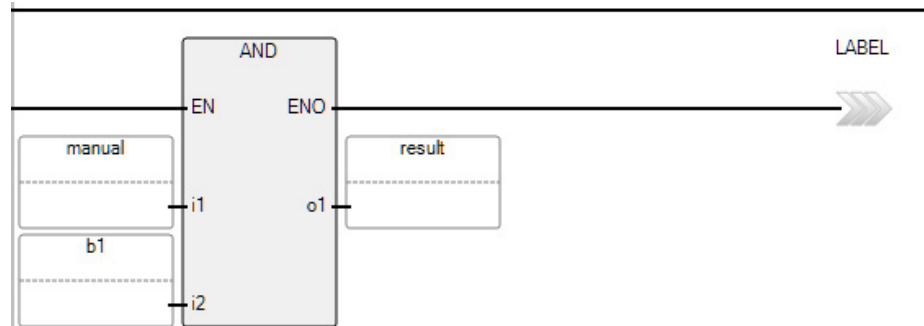 AND
LABEL
EN ENO
manual result
i1 o1
b1
i2